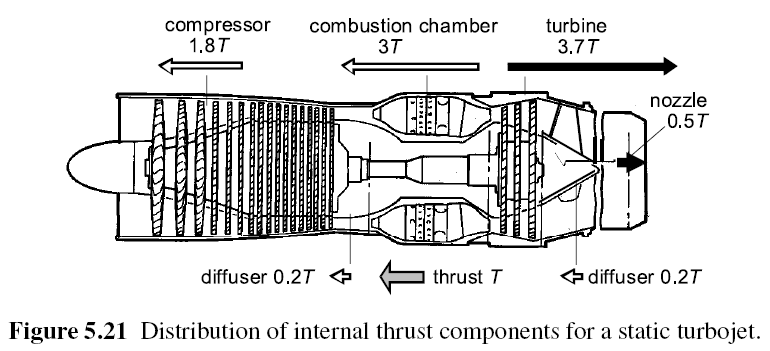 compressor
1.8T
combustion chamber
3T
turbine
3.7T
nozzle
0.5T
diffuser 0.2T
thrust T
diffuser 0.2T
Figure 5.21 Distribution of internal thrust components for a static turbojet.